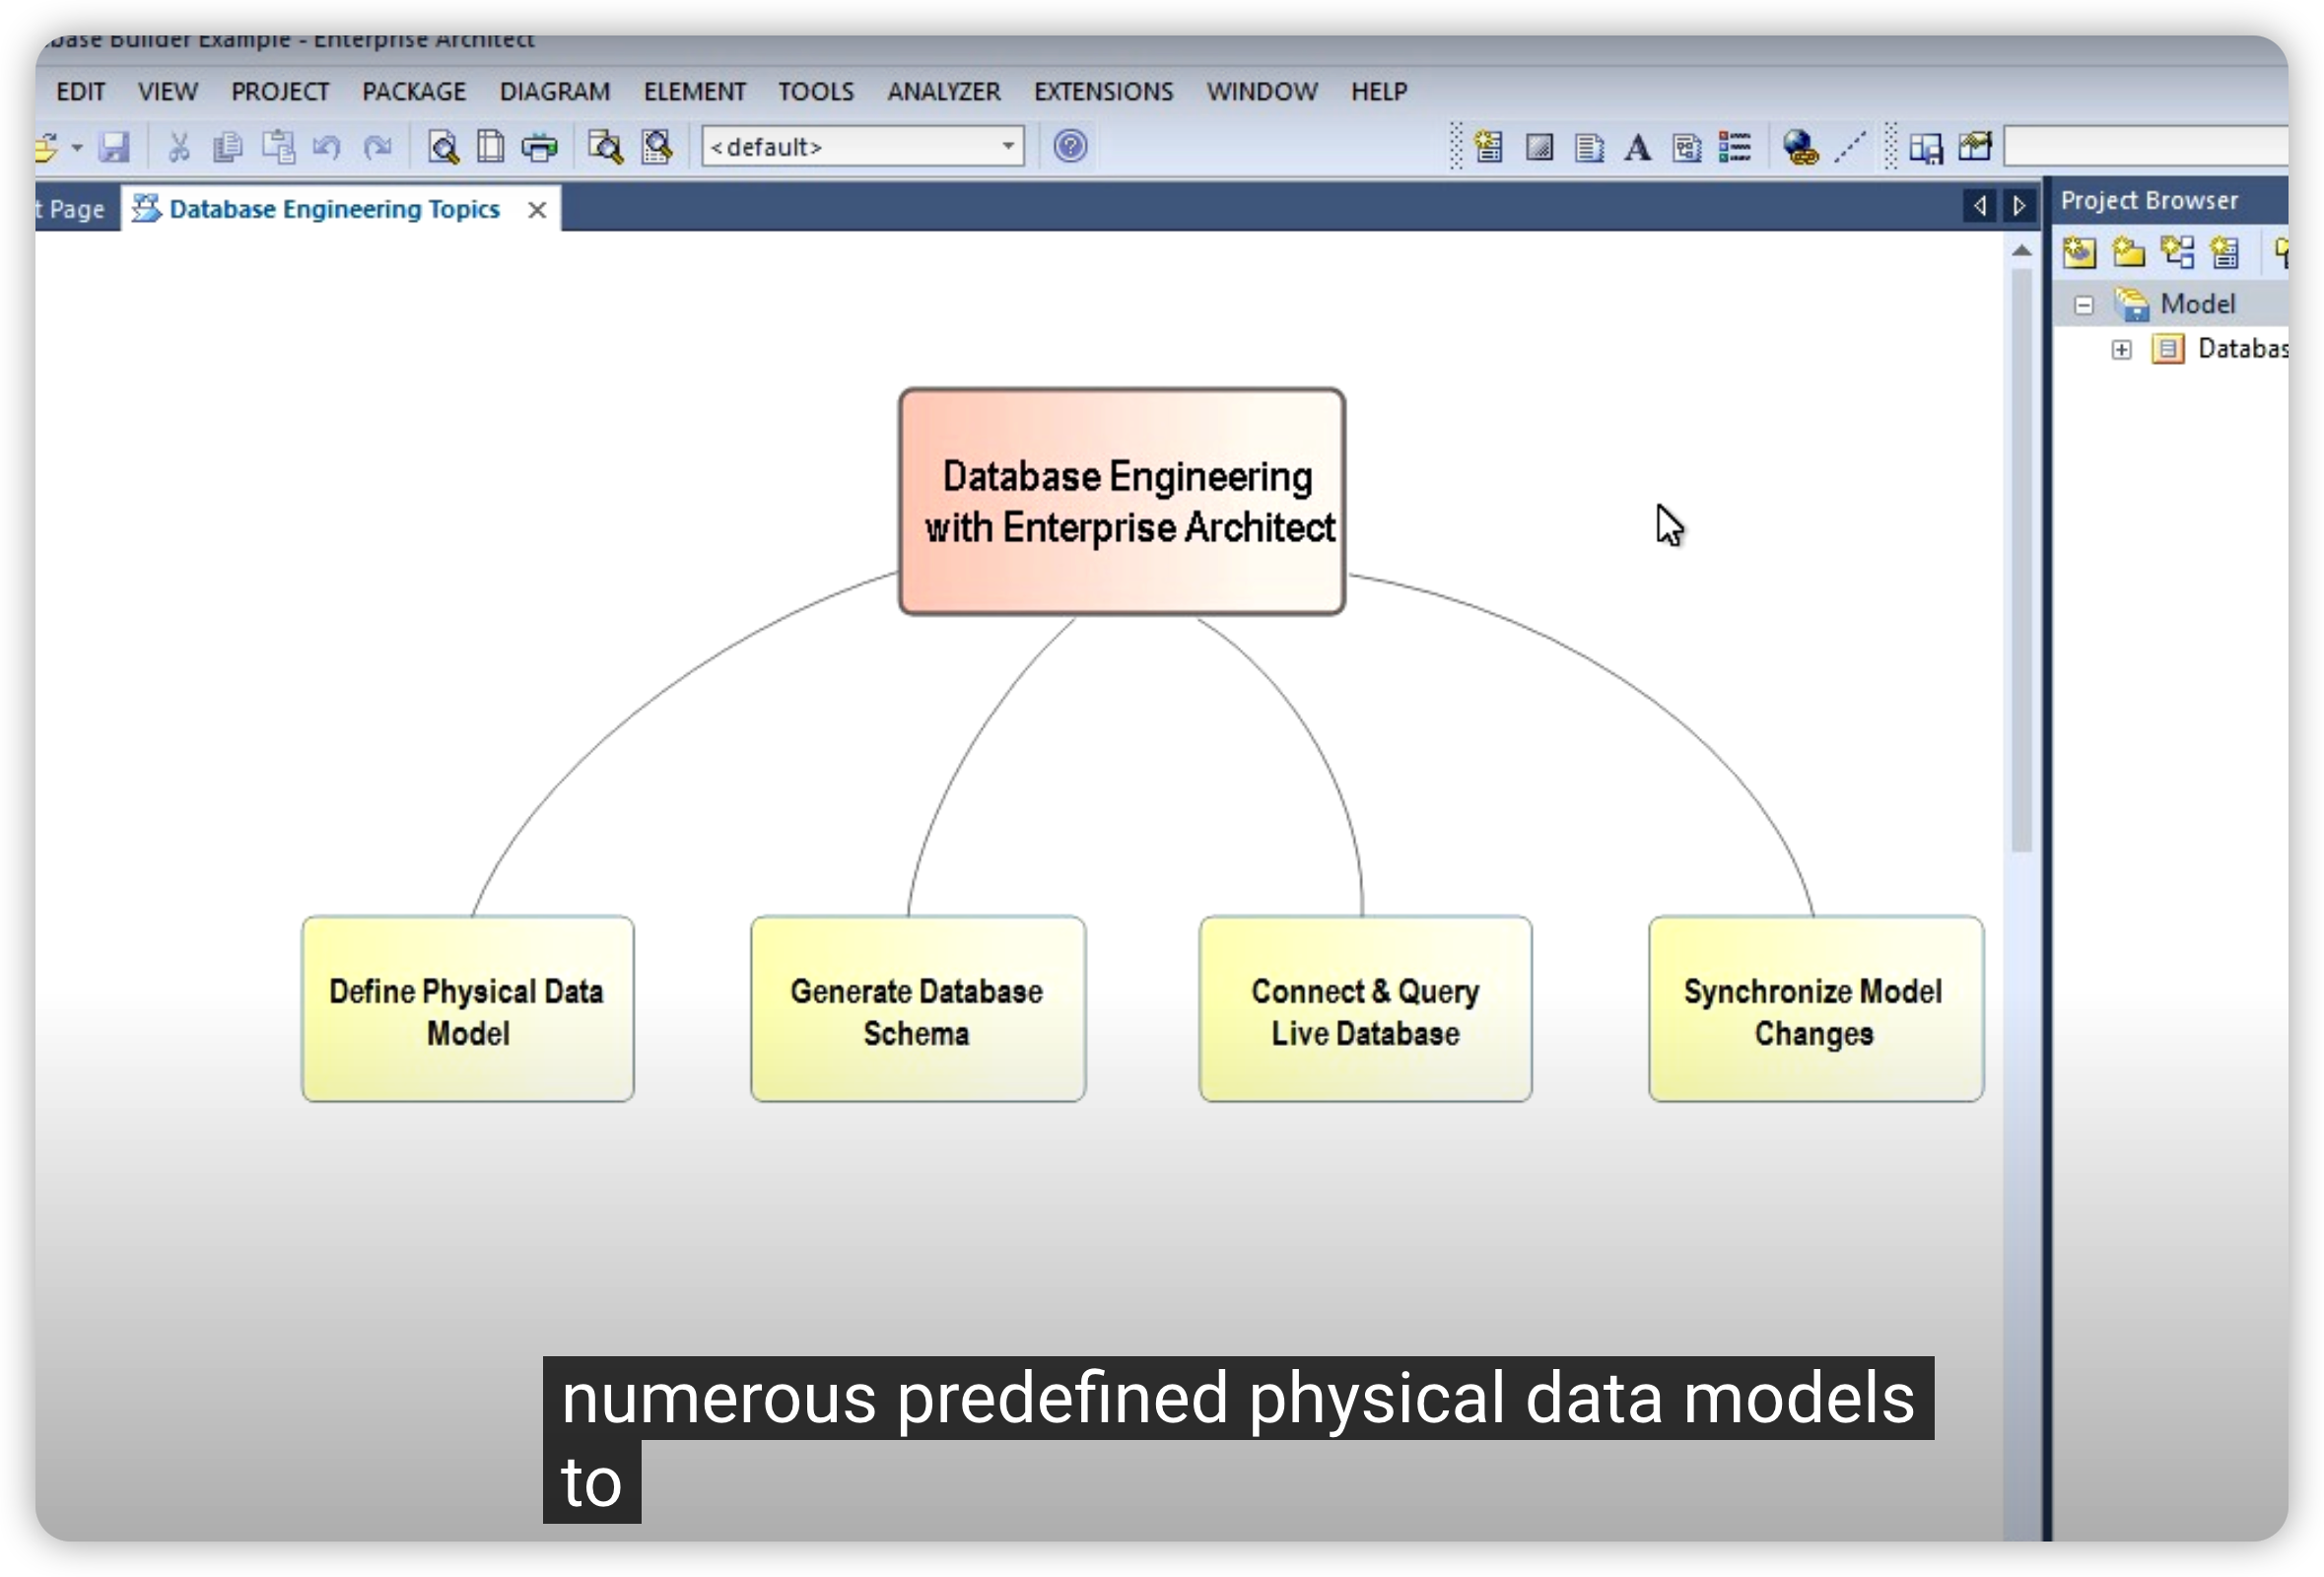 base Builder Example - Enterprise Architect
EDIT VIEW PROJECT PACKAGE DIAGRAM ELEMENT TOOLS ANALYZER EXTENSIONS WINDOW HELP
<default>
t Page Database Engineering Topics
Project Browser
Model
Databas
Database Engineering
with Enterprise Architect
Define Physical Data
Model
Generate Database
Schema
Connect & Query
Live Database
Synchronize Model
Changes
numerous predefined physical data models
to